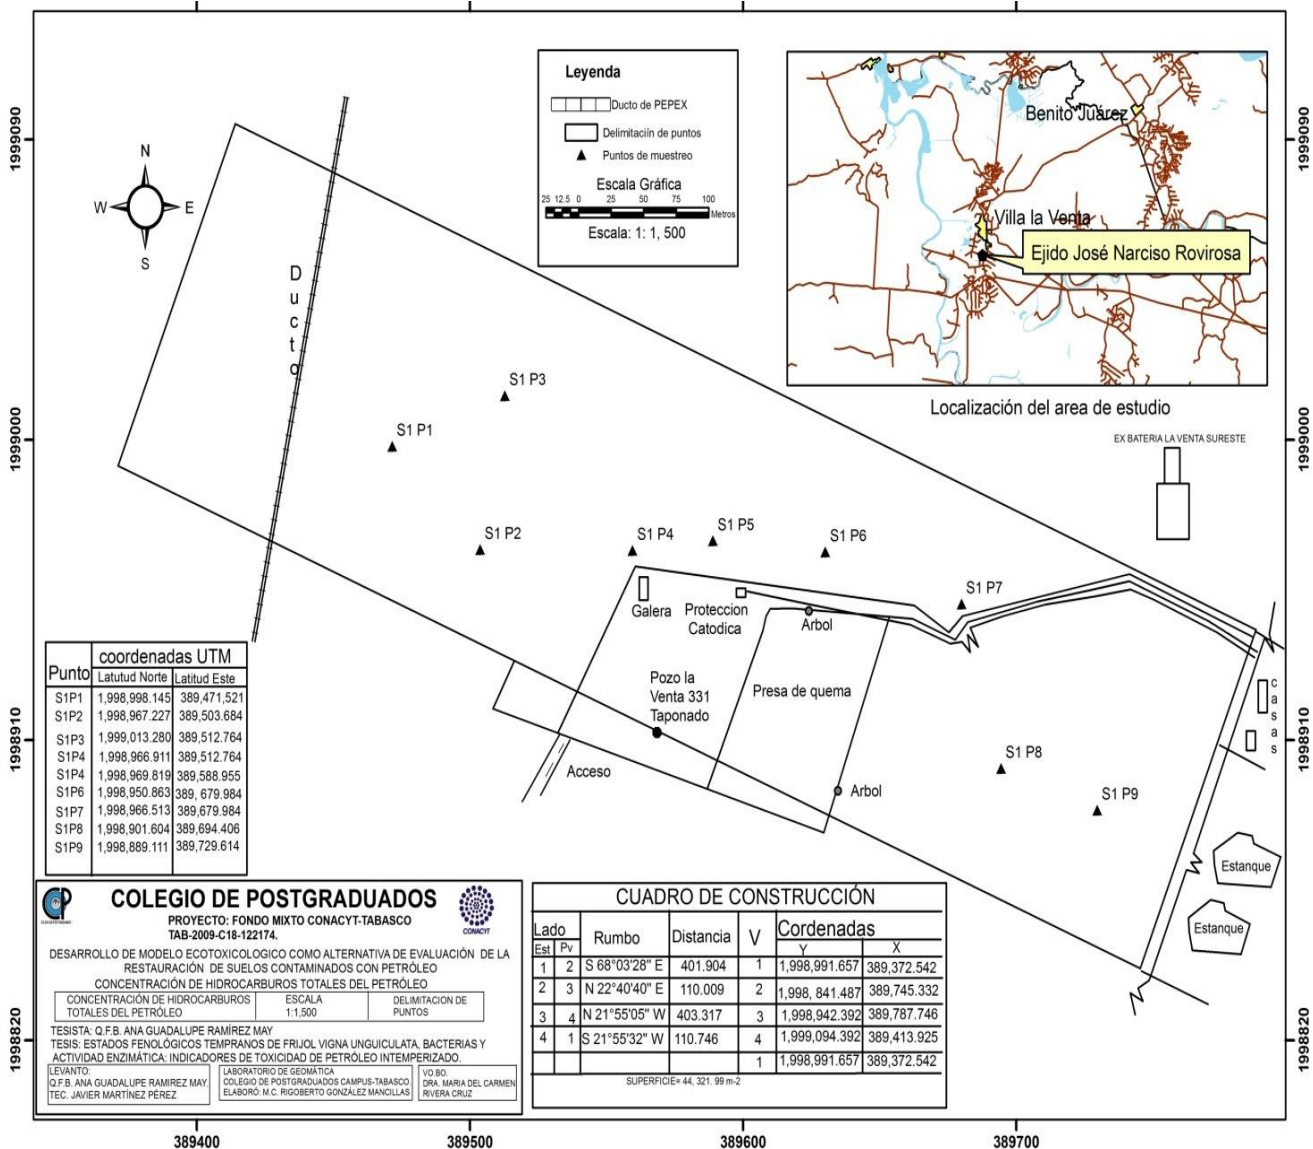 389400
389500
389600
389700
1999090
1999000
1998910
1998820
1999090
1999000
1998910
1998820
N
W
E
S
Leyenda
Ducto de PEPEX
Delimitaciín de puntos
Puntos de muestreo
Escala Gráfica
25 12.5 0 25 50 75 100
Metros
Escala: 1: 1, 500
Benito Juárez
Villa la Venta
Ejido José Narciso Rovirosa
Localización del area de estudio
EX BATERIA LA VENTA SURESTE
Ducto
S1 P3
S1 P1
S1 P2
S1 P4
S1 P5
S1 P6
S1 P7
S1 P8
S1 P9
Galera
Proteccion
Catodica
Arbol
Pozo la
Venta 331
Taponado
Presa de quema
Arbol
Acceso
casas
Estanque
Estanque
Punto coordenadas UTM
Latutud Norte Latitud Este
S1P1 1,998,998.145 389,471,521
S1P2 1,998,967.227 389,503.684
S1P3 1,999,013.280 389,512.764
S1P4 1,998,966.911 389,512.764
S1P4 1,998,969.819 389,588.955
S1P6 1,998,950.863 389, 679.984
S1P7 1,998,966.513 389,679.984
S1P8 1,998,901.604 389,694.406
S1P9 1,998,889.111 389,729.614
COLEGIO DE POSTGRADUADOS
CP
CONACYT
PROYECTO: FONDO MIXTO CONACYT-TABASCO
TAB-2009-C18-122174.
DESARROLLO DE MODELO ECOTOXICOLOGICO COMO ALTERNATIVA DE EVALUACIÓN DE LA
RESTAURACIÓN DE SUELOS CONTAMINADOS CON PETRÓLEO
CONCENTRACIÓN DE HIDROCARBUROS TOTALES DEL PETRÓLEO
CONCENTRACIÓN DE HIDROCARBUROS
TOTALES DEL PETRÓLEO
ESCALA
1:1,500
DELIMITACION DE
PUNTOS
TESISTA: Q.F.B. ANA GUADALUPE RAMÍREZ MAY
TESIS: ESTADOS FENOLÓGICOS TEMPRANOS DE FRIJOL VIGNA UNGUICULATA, BACTERIAS Y
ACTIVIDAD ENZIMÁTICA: INDICADORES DE TOXICIDAD DE PETRÓLEO INTEMPERIZADO.
LEVANTO:
Q.F.B. ANA GUADALUPE RAMIREZ MAY.
TEC. JAVIER MARTÍNEZ PÉREZ
LABORATORIO DE GEOMÁTICA
COLEGIO DE POSTGRADUADOS CAMPUS-TABASCO
ELABORÓ: M.C. RIGOBERTO GONZÁLEZ MANCILLAS
VO.BO.
DRA. MARIA DEL CARMEN
RIVERA CRUZ
CUADRO DE CONSTRUCCIÓN
Lado Rumbo Distancia V Cordenadas
Est Pv Y X
1 2 S 68°03'28" E 401.904 1 1,998,991.657 389,372.542
2 3 N 22°40'40" E 110.009 2 1,998, 841.487 389,745.332
3 4 N 21°55'05" W 403.317 3 1,998,942.392 389,787.746
4 1 S 21°55'32" W 110.746 4 1,999,094.392 389,413.925
1 1,998,991.657 389,372.542
SUPERFICIE= 44, 321. 99 m-2